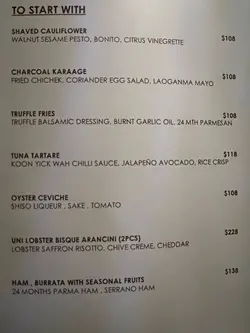 TO START WITH
SHAVED CAULIFLOWER $108
WALNUT SESAME PESTO, BONITO, CITRUS VINEGRETTE
CHARCOAL KARAAGE $108
FRIED CHICHEK, CORIANDER EGG SALAD, LAOGANMA MAYO
TRUFFLE FRIES $108
TRUFFLE BALSAMIC DRESSING, BURNT GARLIC OIL, 24 MTH PARMESAN
TUNA TARTARE $118
KOON YICK WAH CHILLI SAUCE, JALAPEÑO AVOCADO, RICE CRISP
OYSTER CEVICHE $108
SHISO LIQUEUR , SAKE , TOMATO
UNI LOBSTER BISQUE ARANCINI (2PCS) $228
LOBSTER SAFFRON RISOTTO, CHIVE CREME, CHEDDAR
HAM , BURRATA WITH SEASONAL FRUITS $138
24 MONTHS PARMA HAM , SERRANO HAM